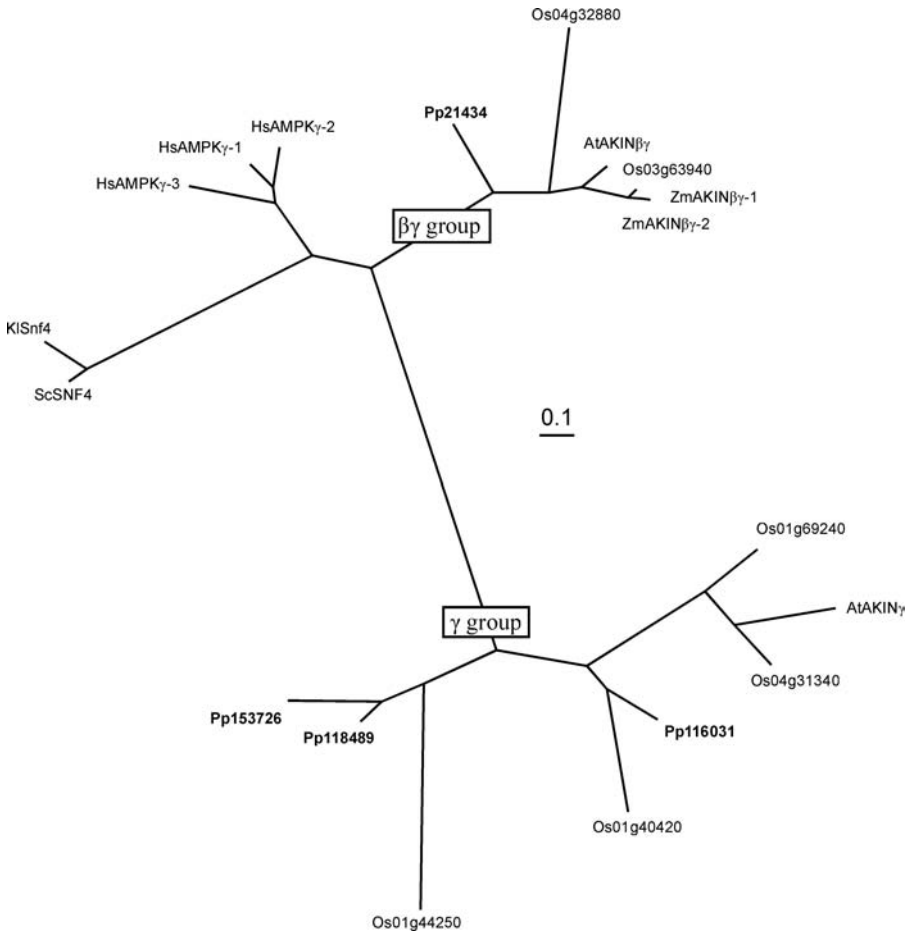 Os04g32880
Pp21434
HsAMPKγ-2
HsAMPKγ-1
AtAKINβγ
Os03g63940
HsAMPKγ-3
ZmAKINβγ-1
ZmAKINβγ-2
βγ group
KlSnf4
ScSNF4
0.1
Os01g69240
AtAKINγ
γ group
Os04g31340
Pp153726
Pp118489
Pp116031
Os01g40420
Os01g44250